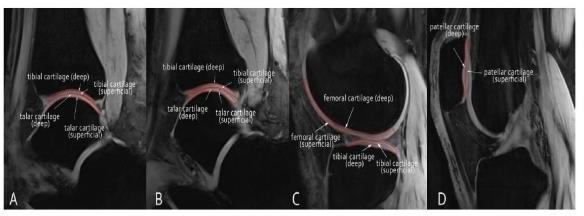 tibial cartilage (deep)
tibial cartilage
(superficial)
talar cartilage
(deep)
talar cartilage
(superficial)
A
tibial cartilage (deep)
tibial cartilage
(superficial)
talar cartilage
(deep)
talar cartilage
(superficial)
B
femoral cartilage (deep)
femoral cartilage
(superficial)
tibial cartilage
(deep)
tibial cartilage
(superficial)
C
patellar cartilage
(deep)
patellar cartilage
(superficial)
D